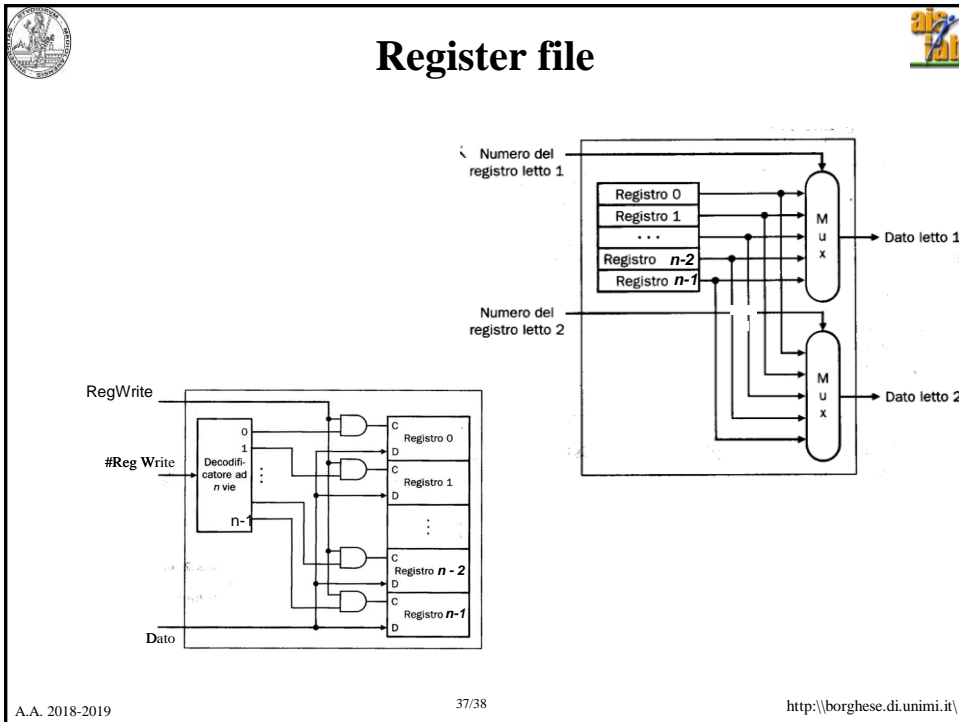 Register file
Numero del
registro letto 1
Registro 0
Registro 1
...
Registro n-2
Registro n-1
M
u
x
Dato letto 1
Numero del
registro letto 2
M
u
x
Dato letto 2
RegWrite
#Reg Write
Decodifi-
catore ad
n vie
0
1
⋮
n-1
C
Registro 0
D
C
Registro 1
D
⋮
C
Registro n - 2
D
C
Registro n-1
D
Dato
A.A. 2018-2019
37/38
http:\\borghese.di.unimi.it\